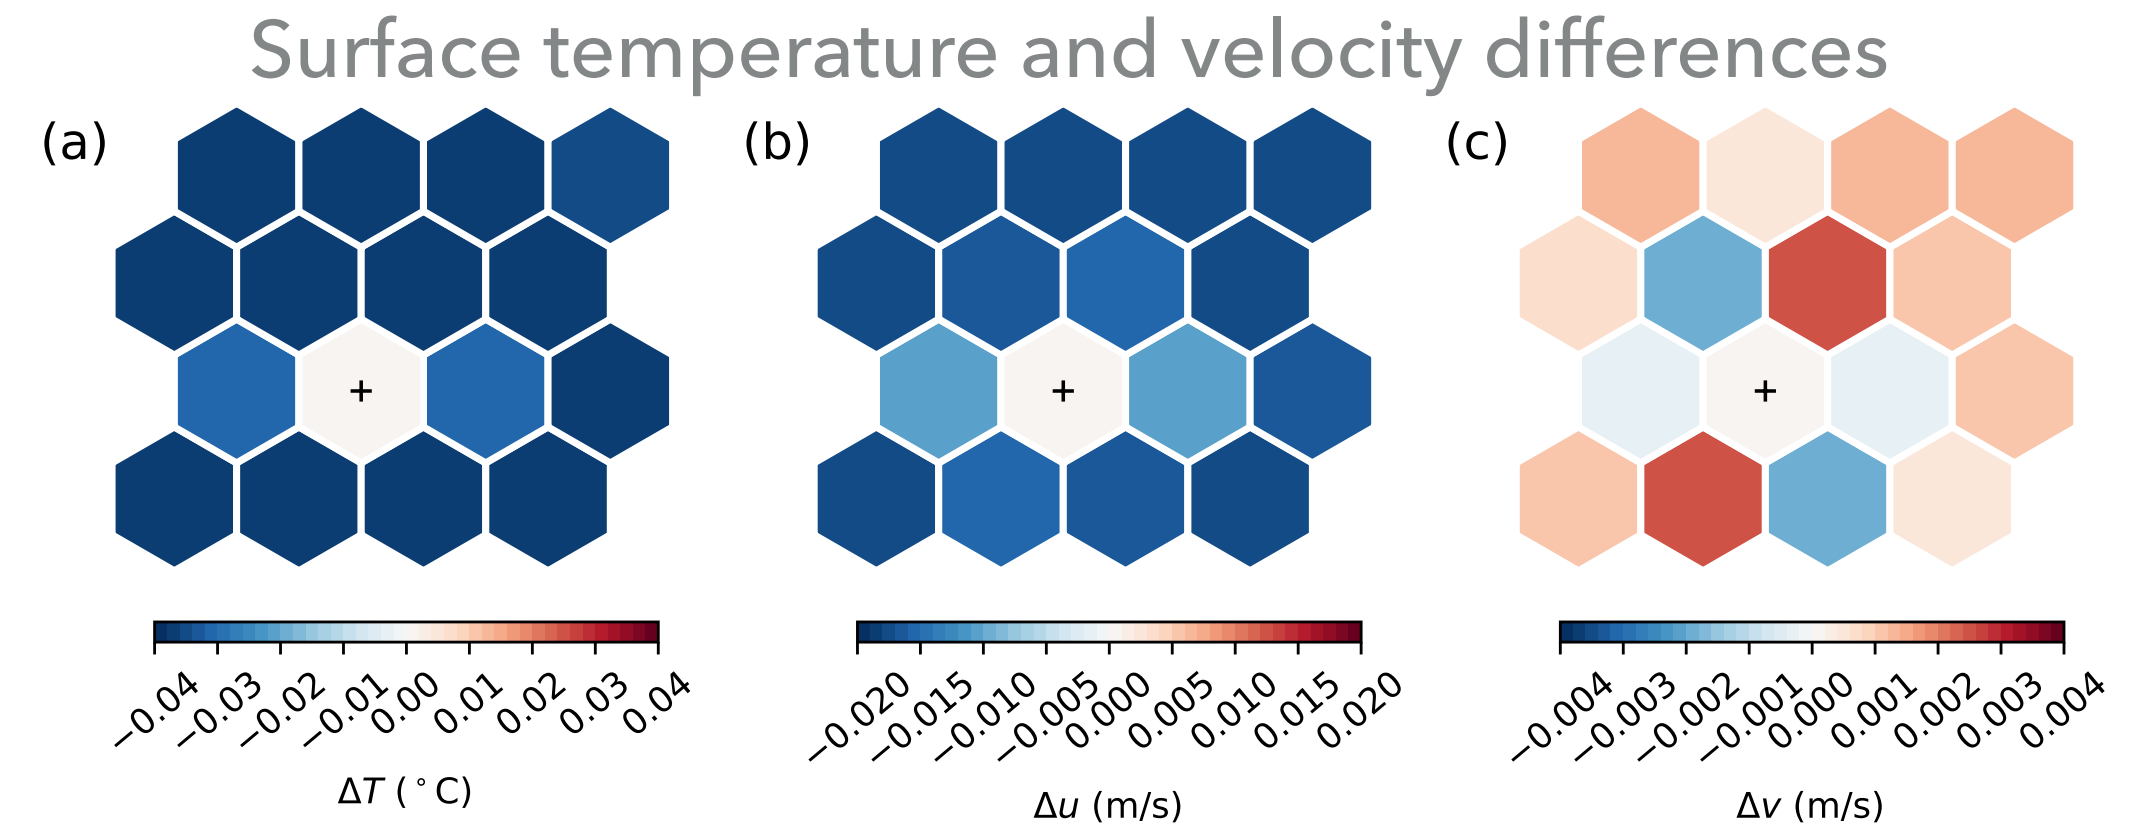 Surface temperature and velocity differences
(a)
(b)
(c)
+
+
+
−0.04 −0.03 −0.02 −0.01 0.00 0.01 0.02 0.03 0.04
ΔT (°C)
−0.020 −0.015 −0.010 −0.005 0.000 0.005 0.010 0.015 0.020
Δu (m/s)
−0.004 −0.003 −0.002 −0.001 0.000 0.001 0.002 0.003 0.004
Δv (m/s)